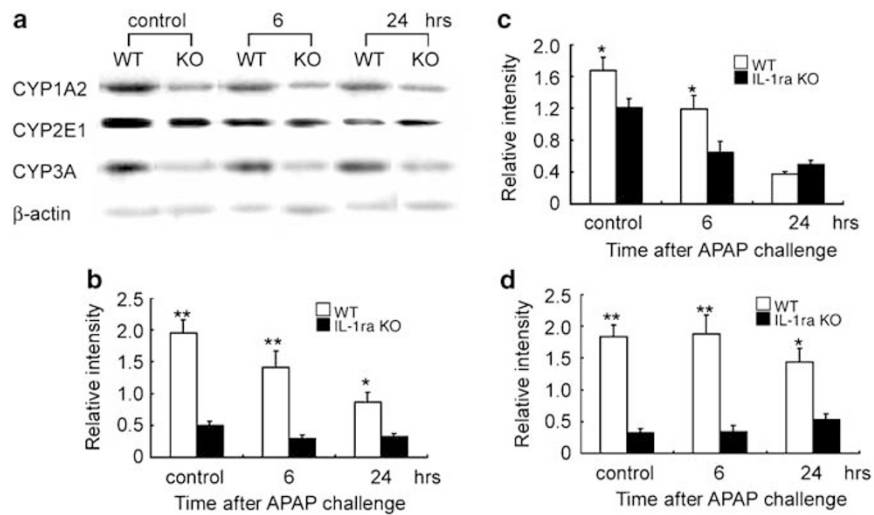 a
control 6 24 hrs
WT KO WT KO WT KO
CYP1A2
CYP2E1
CYP3A
β-actin
b
2.5
2.0
1.5
1.0
0.5
0
Relative intensity
** ** *
WT
IL-1ra KO
control 6 24 hrs
Time after APAP challenge
c
2.0
1.6
1.2
0.8
0.4
Relative intensity
* *
WT
IL-1ra KO
control 6 24 hrs
Time after APAP challenge
d
2.5
2.0
1.5
1.0
0.5
0
Relative intensity
** ** *
WT
IL-1ra KO
control 6 24 hrs
Time after APAP challenge